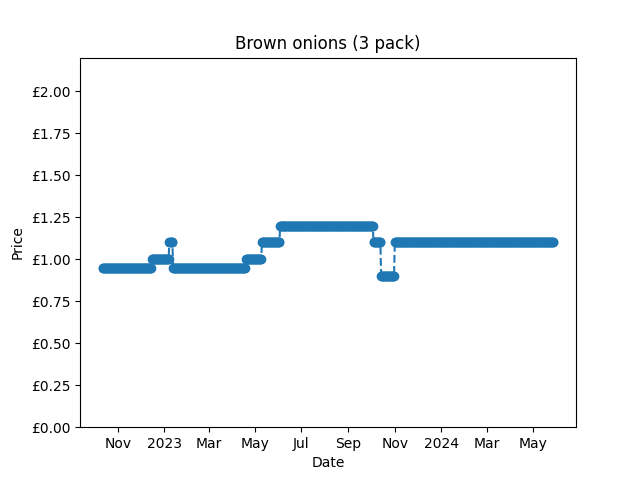 Brown onions (3 pack)
Price
£2.00
£1.75
£1.50
£1.25
£1.00
£0.75
£0.50
£0.25
£0.00
Nov 2023 Mar May Jul Sep Nov 2024 Mar May
Date